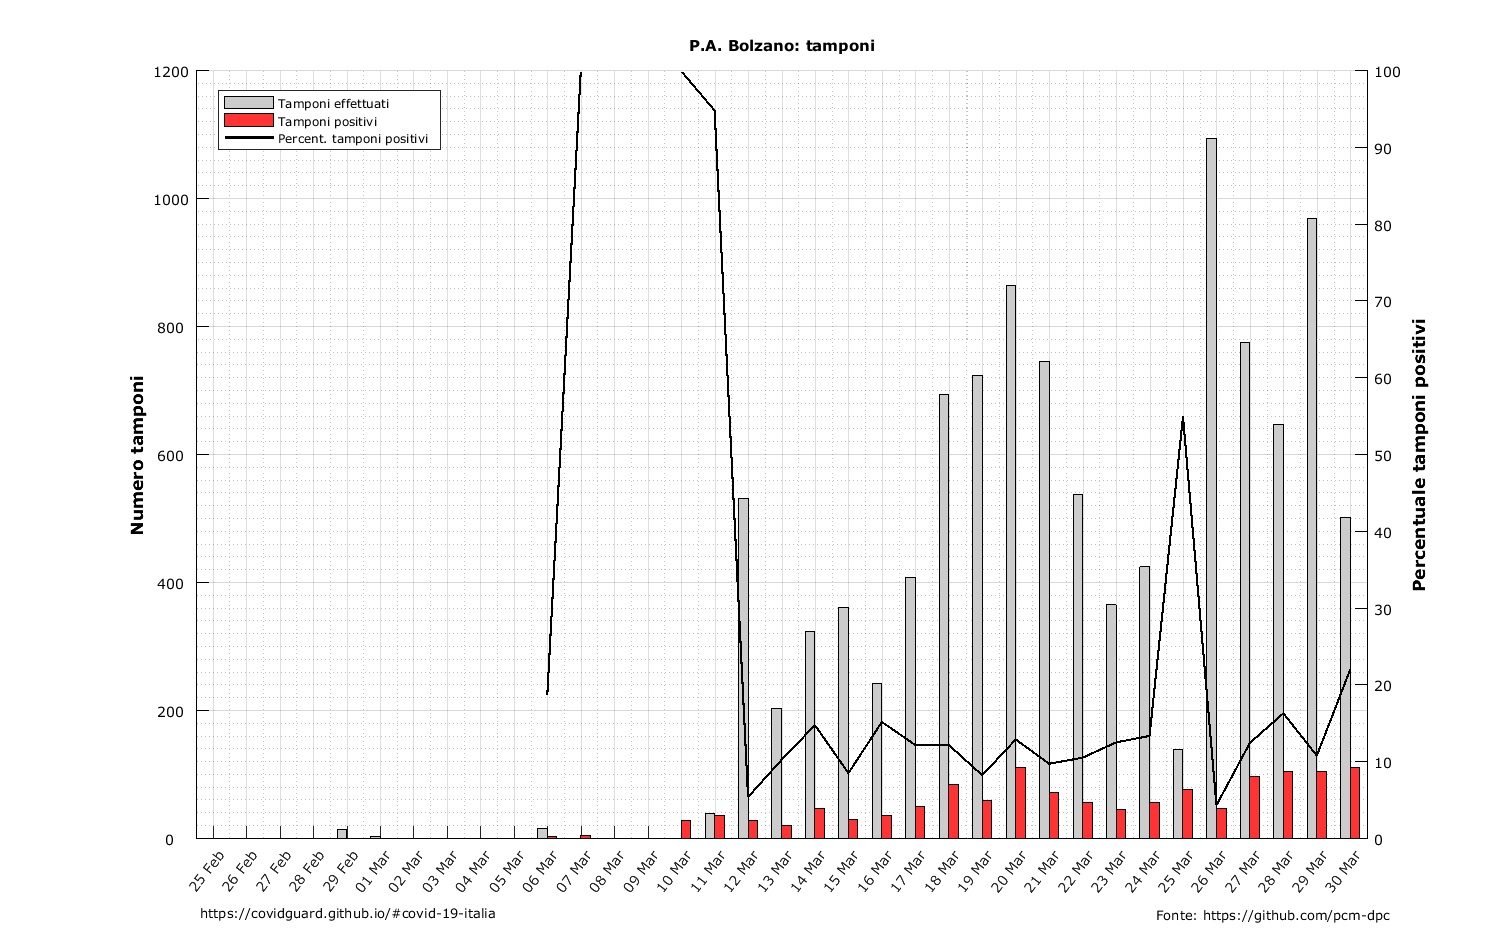 P.A. Bolzano: tamponi
Tamponi effettuati
Tamponi positivi
Percent. tamponi positivi
Numero tamponi
1200
1000
800
600
400
200
0
Percentuale tamponi positivi
100
90
80
70
60
50
40
30
20
10
0
25 Feb
26 Feb
27 Feb
28 Feb
29 Feb
01 Mar
02 Mar
03 Mar
04 Mar
05 Mar
06 Mar
07 Mar
08 Mar
09 Mar
10 Mar
11 Mar
12 Mar
13 Mar
14 Mar
15 Mar
16 Mar
17 Mar
18 Mar
19 Mar
20 Mar
21 Mar
22 Mar
23 Mar
24 Mar
25 Mar
26 Mar
27 Mar
28 Mar
29 Mar
30 Mar
https://covidguard.github.io/#covid-19-italia
Fonte: https://github.com/pcm-dpc